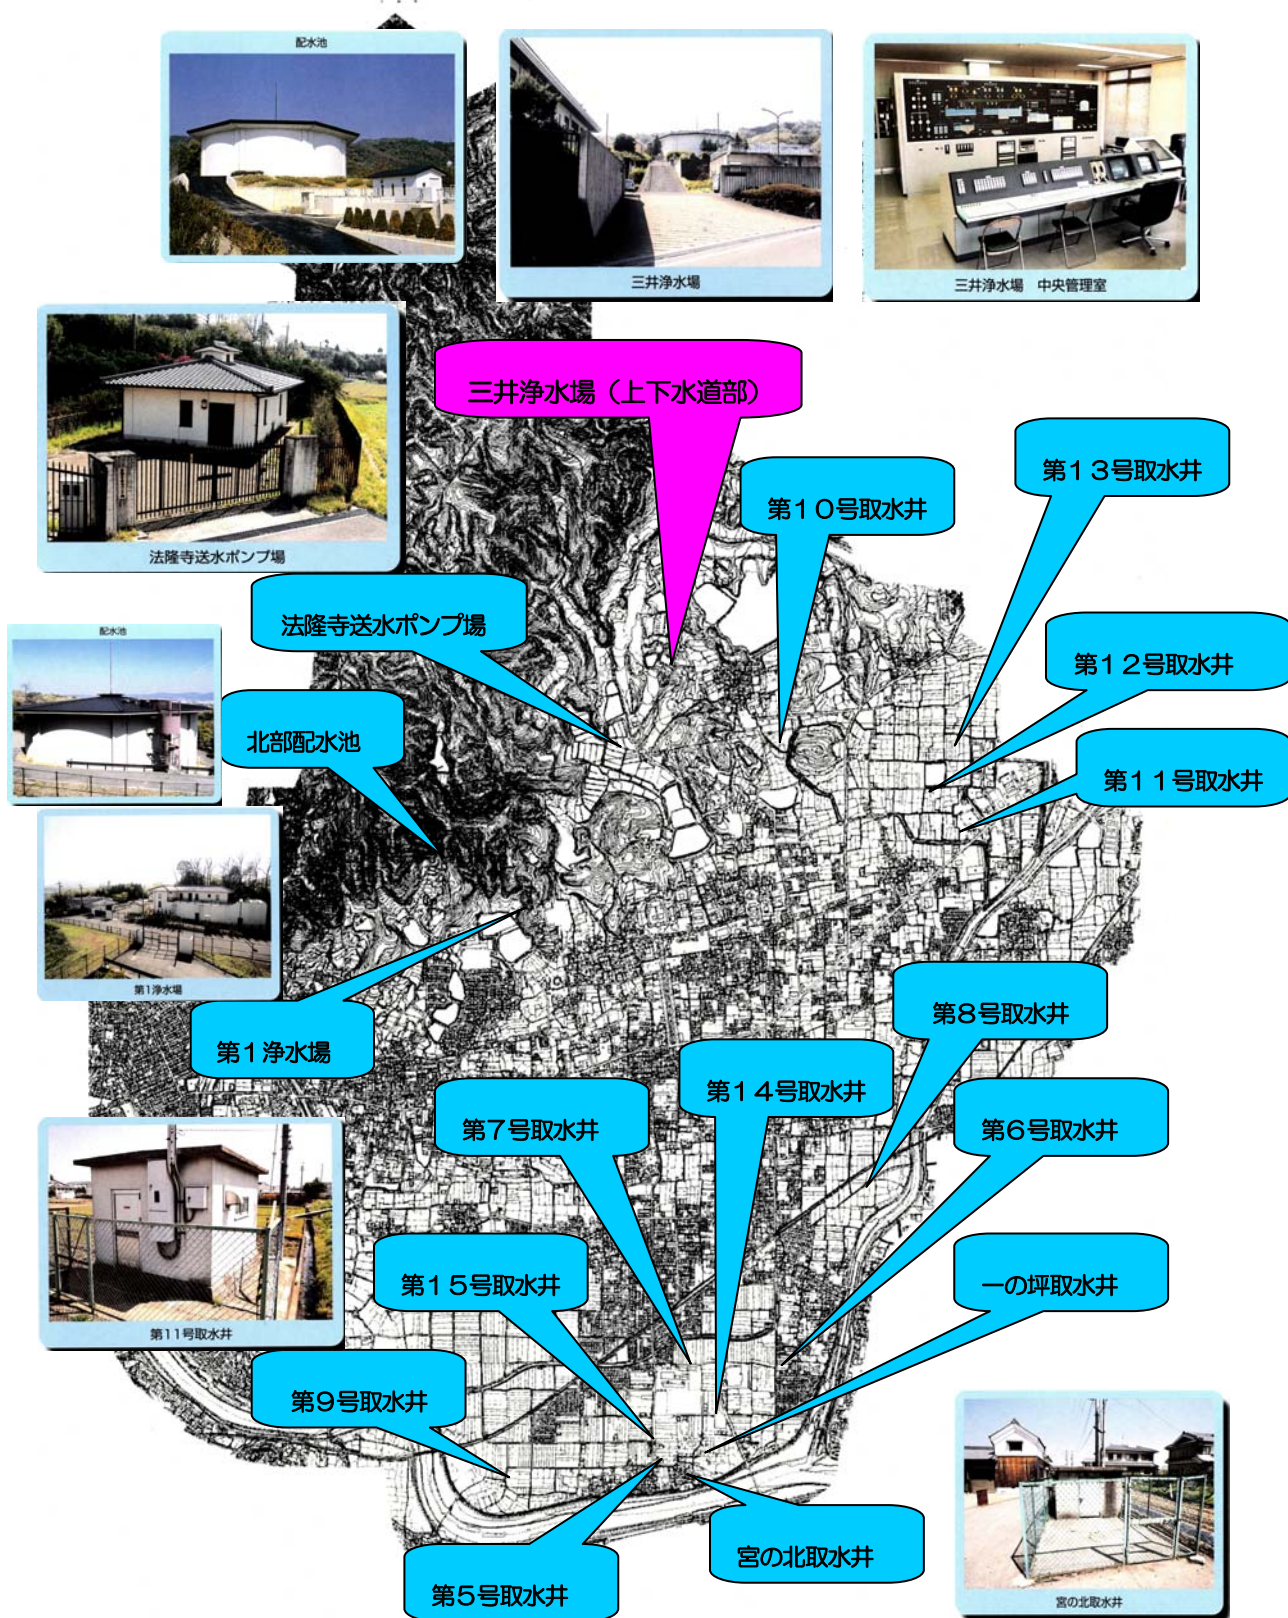 配水池
三井浄水場
三井浄水場 中央管理室
三井浄水場（上下水道部）
第１３号取水井
第１０号取水井
法隆寺送水ポンプ場
法隆寺送水ポンプ場
配水池
第１２号取水井
北部配水池
第１１号取水井
第1浄水場
第８号取水井
第１浄水場
第１４号取水井
第７号取水井
第６号取水井
第１５号取水井
一の坪取水井
第11号取水井
第９号取水井
宮の北取水井
第５号取水井
宮の北取水井